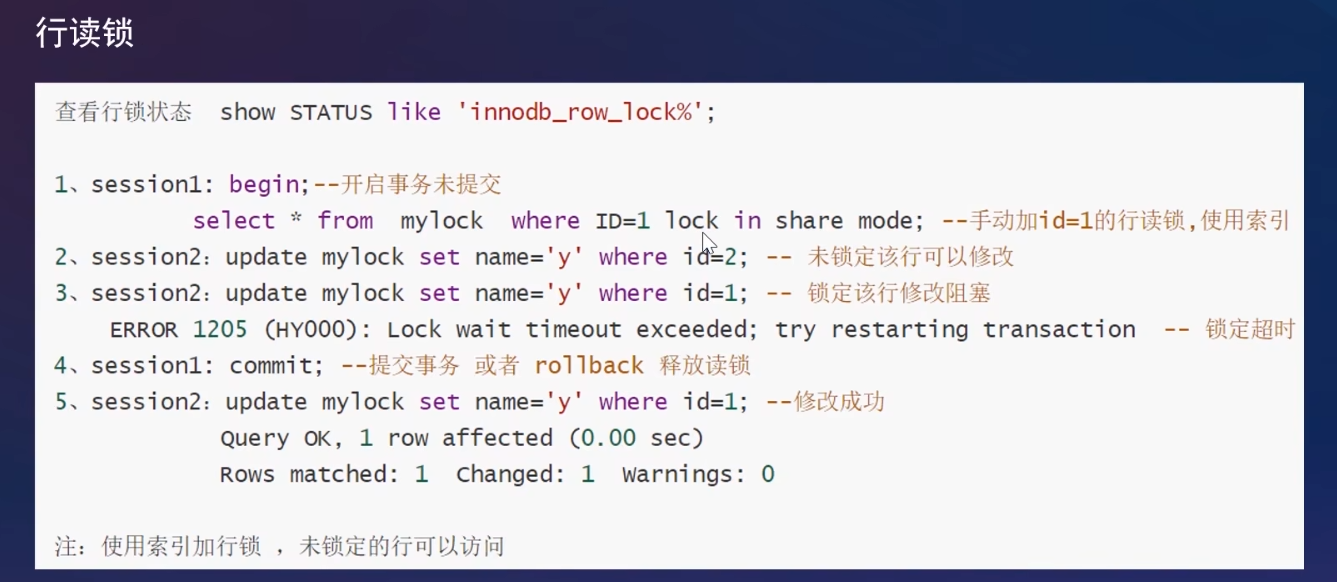 行读锁
查看行锁状态  show STATUS like 'innodb_row_lock%';
1、session1: begin;--开启事务未提交
select * from  mylock  where ID=1 lock in share mode; --手动加id=1的行读锁,使用索引
2、session2：update mylock set name='y' where id=2; -- 未锁定该行可以修改
3、session2：update mylock set name='y' where id=1; -- 锁定该行修改阻塞
ERROR 1205 (HY000): Lock wait timeout exceeded; try restarting transaction  -- 锁定超时
4、session1: commit; --提交事务 或者 rollback 释放读锁
5、session2：update mylock set name='y' where id=1; --修改成功
Query OK, 1 row affected (0.00 sec)
Rows matched: 1  Changed: 1  Warnings: 0
注：使用索引加行锁 ，未锁定的行可以访问